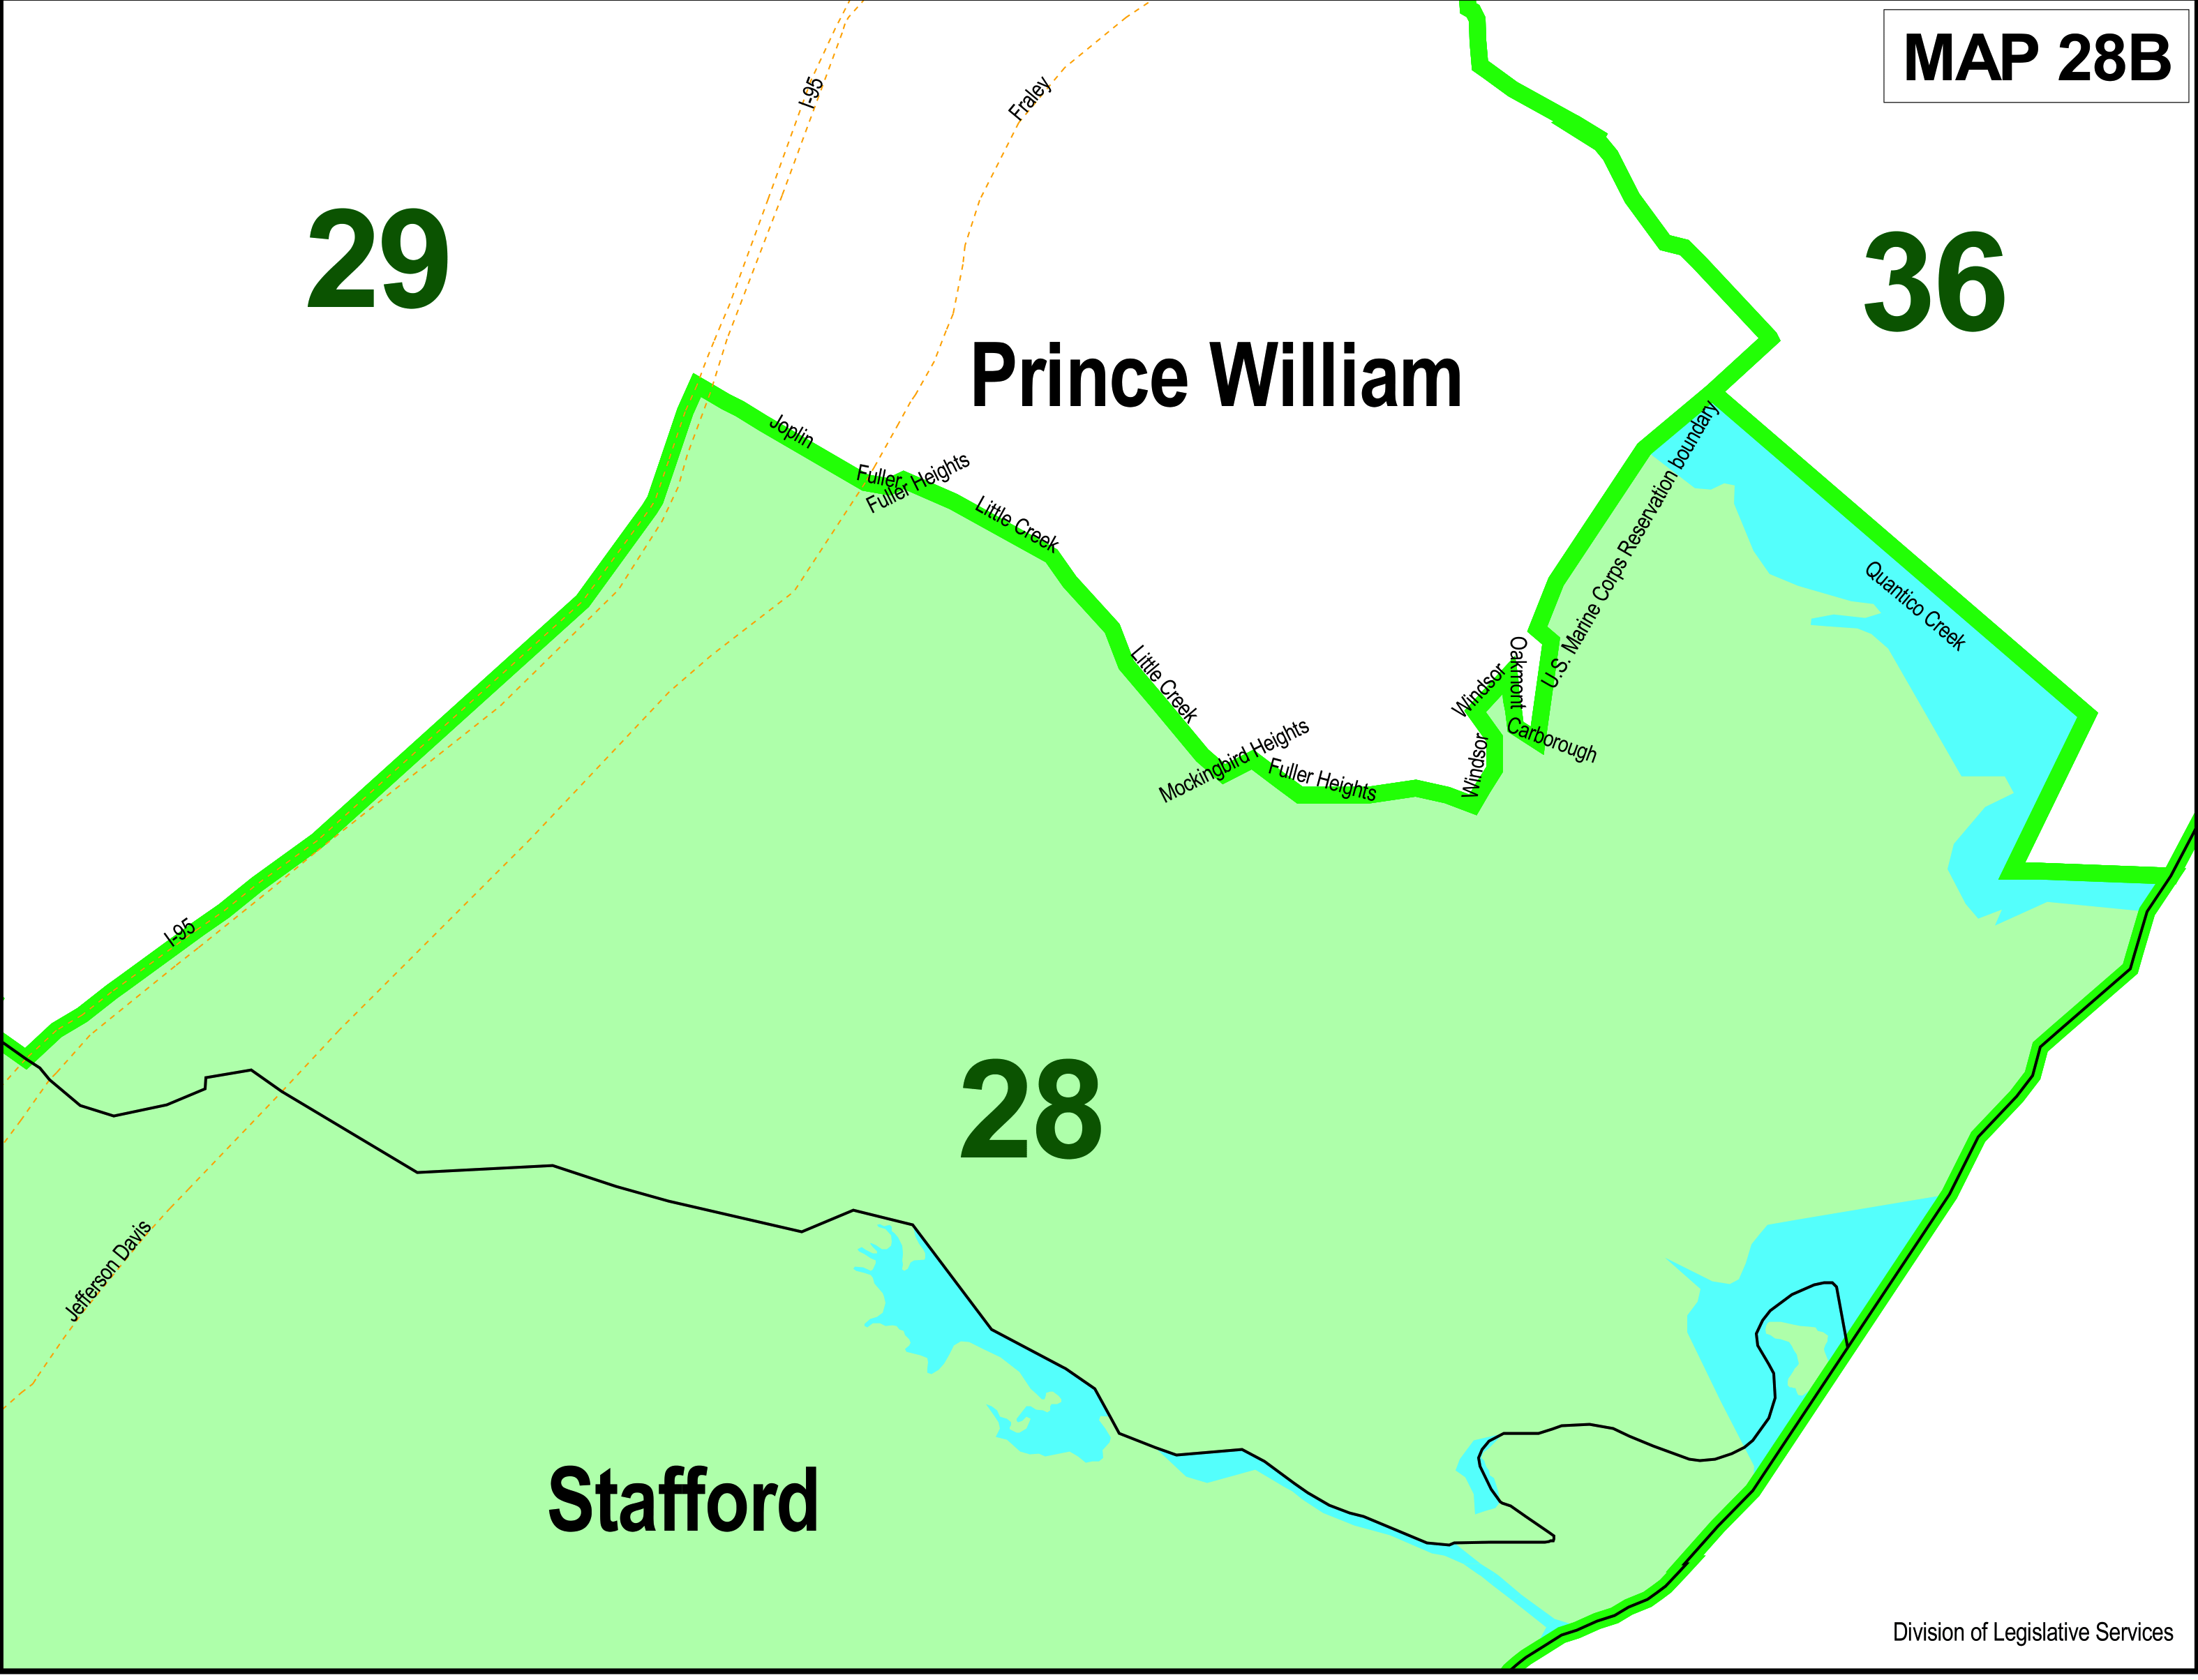 MAP 28B
I-95
Fraley
29
36
Prince William
Joplin
Fuller
Fuller Heights
Little Creek
U.S. Marine Corps Reservation boundary
Quantico Creek
Little Creek
Windsor
Oakmont
Carborough
Mockingbird Heights
Fuller Heights
Windsor
I-95
28
Jefferson Davis
Stafford
Division of Legislative Services